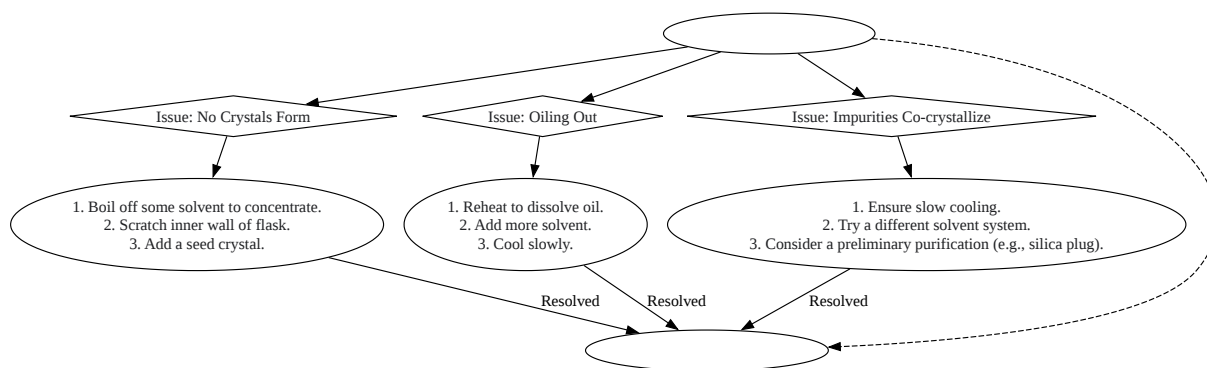 Issue: No Crystals Form
Issue: Oiling Out
Issue: Impurities Co-crystallize
1. Boil off some solvent to concentrate.
2. Scratch inner wall of flask.
3. Add a seed crystal.
1. Reheat to dissolve oil.
2. Add more solvent.
3. Cool slowly.
1. Ensure slow cooling.
2. Try a different solvent system.
3. Consider a preliminary purification (e.g., silica plug).
Resolved
Resolved
Resolved